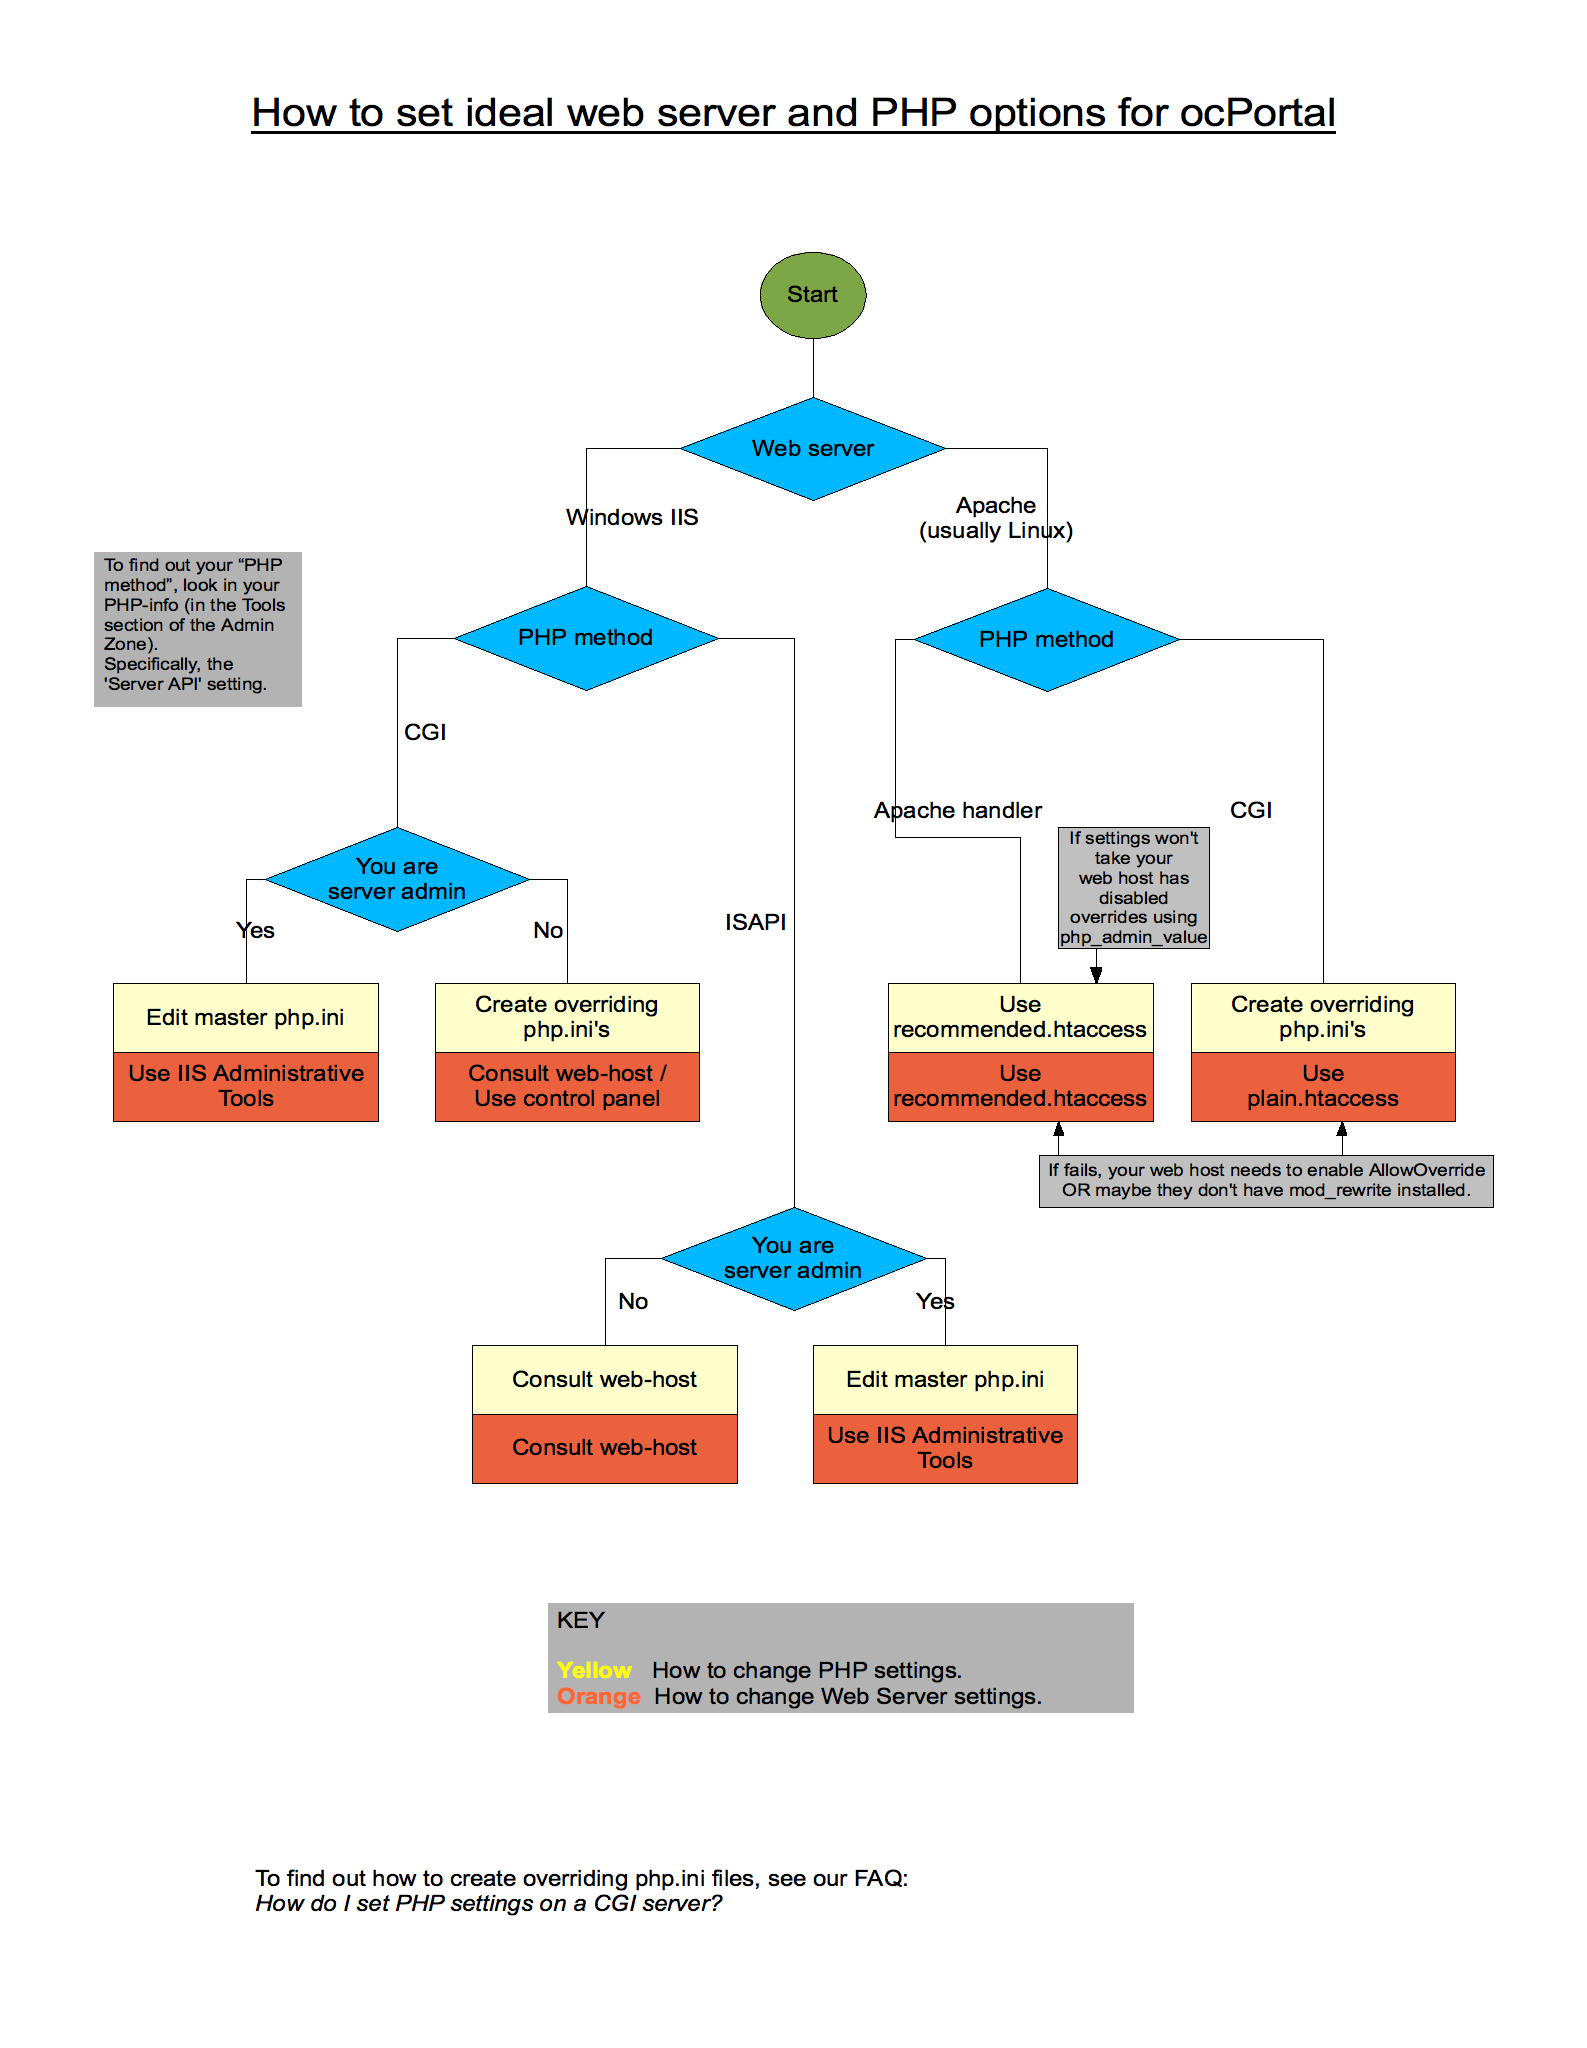 How to set ideal web server and PHP options for ocPortal
Start
Web server
Windows IIS
Apache
(usually Linux)
To find out your “PHP
method”, look in your
PHP-info (in the Tools
section of the Admin
Zone).
Specifically, the
'Server API' setting.
PHP method
PHP method
CGI
Apache handler
CGI
If settings won't
take your
web host has
disabled
overrides using
php_admin_value
You are
server admin
Yes
No
ISAPI
Edit master php.ini
Use IIS Administrative
Tools
Create overriding
php.ini's
Consult web-host /
Use control panel
Use
recommended.htaccess
Use
recommended.htaccess
Create overriding
php.ini's
Use
plain.htaccess
If fails, your web host needs to enable AllowOverride
OR maybe they don't have mod_rewrite installed.
You are
server admin
No
Yes
Consult web-host
Consult web-host
Edit master php.ini
Use IIS Administrative
Tools
KEY
Yellow How to change PHP settings.
Orange How to change Web Server settings.
To find out how to create overriding php.ini files, see our FAQ:
How do I set PHP settings on a CGI server?